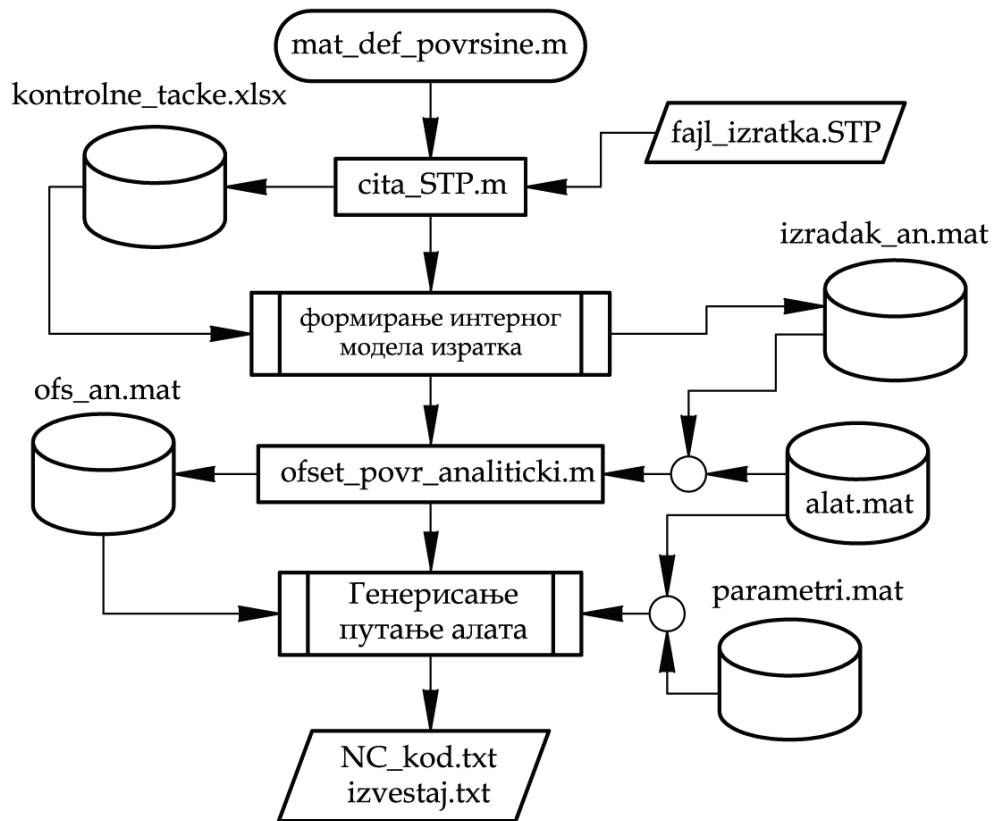 mat_def_povrsine.m
kontrolne_tacke.xlsx
fajl_izratka.STP
cita_STP.m
izradak_an.mat
формирање интерног
модела изратка
ofs_an.mat
ofset_povr_analiticki.m
alat.mat
Генерисање
путање алата
parametri.mat
NC_kod.txt
izvestaj.txt